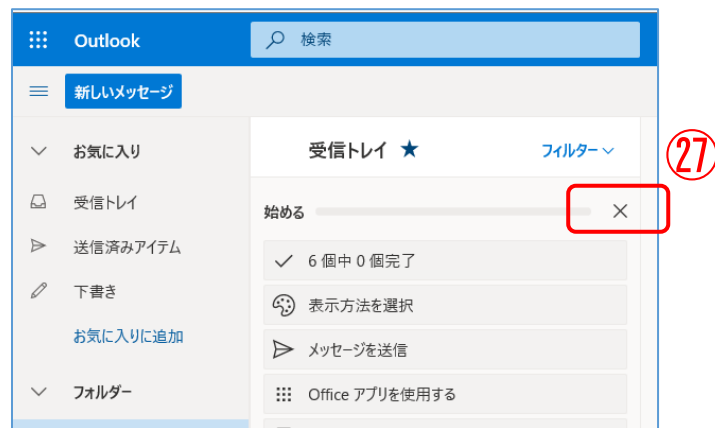 Outlook
検索
新しいメッセージ
お気に入り
受信トレイ
送信済みアイテム
下書き
お気に入りに追加
フォルダー
受信トレイ ★
フィルター
始める
6 個中 0 個完了
表示方法を選択
メッセージを送信
Office アプリを使用する
㉗